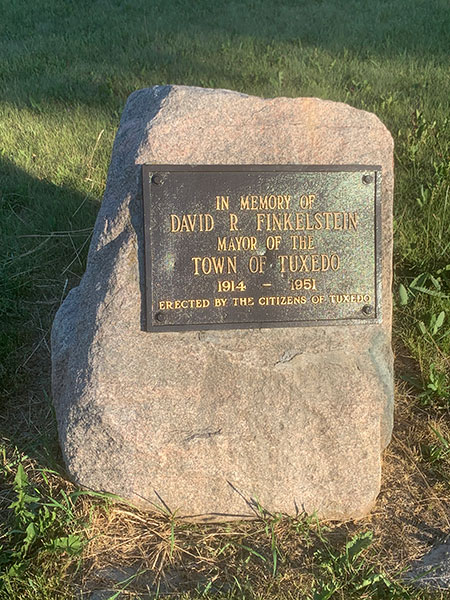 IN MEMORY OF
DAVID R. FINKELSTEIN
MAYOR OF THE
TOWN OF TUXEDO
1914 – 1951
ERECTED BY THE CITIZENS OF TUXEDO